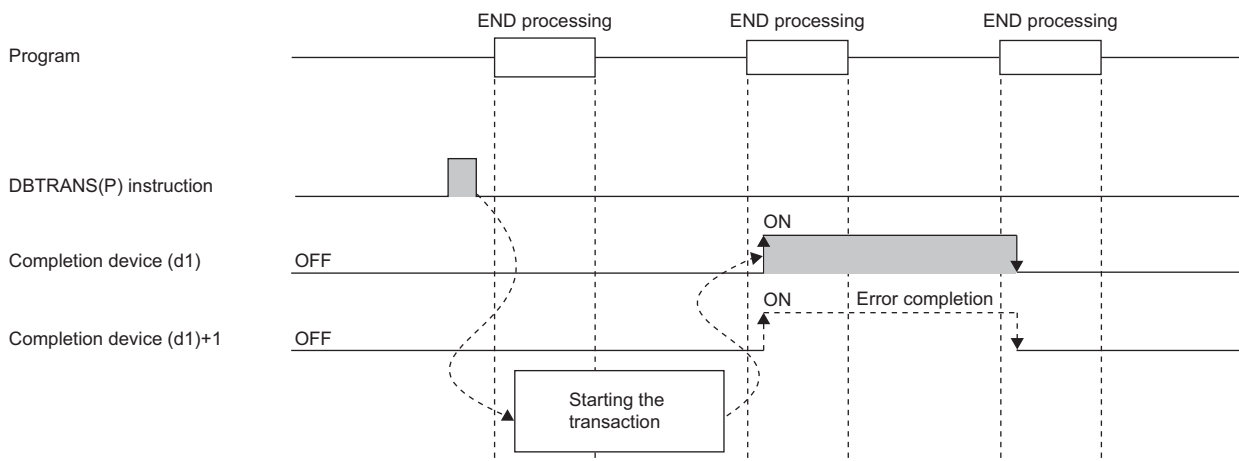 END processing
END processing
END processing
Program
DBTRANS(P) instruction
ON
Completion device (d1)
OFF
ON
Error completion
Completion device (d1)+1
OFF
Starting the
transaction